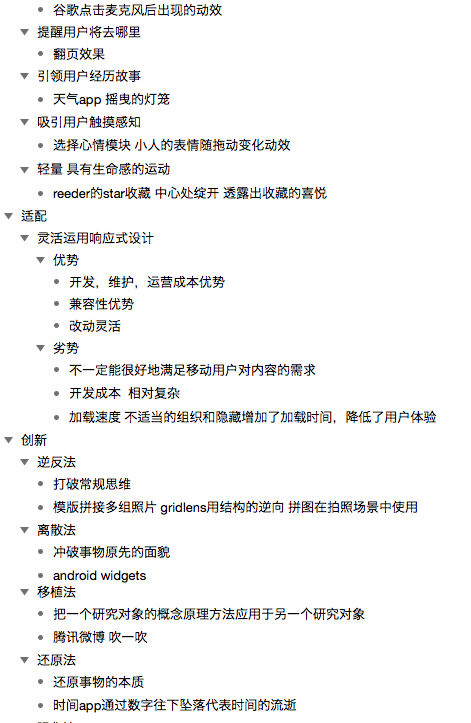 谷歌点击麦克风后出现的动效
提醒用户将去哪里
翻页效果
引领用户经历故事
天气app 摇曳的灯笼
吸引用户触摸感知
选择心情模块 小人的表情随拖动变化动效
轻量 具有生命感的运动
reeder的star收藏 中心处绽开 透露出收藏的喜悦
适配
灵活运用响应式设计
优势
开发，维护，运营成本优势
兼容性优势
改动灵活
劣势
不一定能很好地满足移动用户对内容的需求
开发成本 相对复杂
加载速度 不适当的组织和隐藏增加了加载时间，降低了用户体验
创新
逆反法
打破常规思维
模版拼接多组照片 gridlens用结构的逆向 拼图在拍照场景中使用
离散法
冲破事物原先的面貌
android widgets
移植法
把一个研究对象的概念原理方法应用于另一个研究对象
腾讯微博 吹一吹
还原法
还原事物的本质
时间app通过数字往下坠落代表时间的流逝